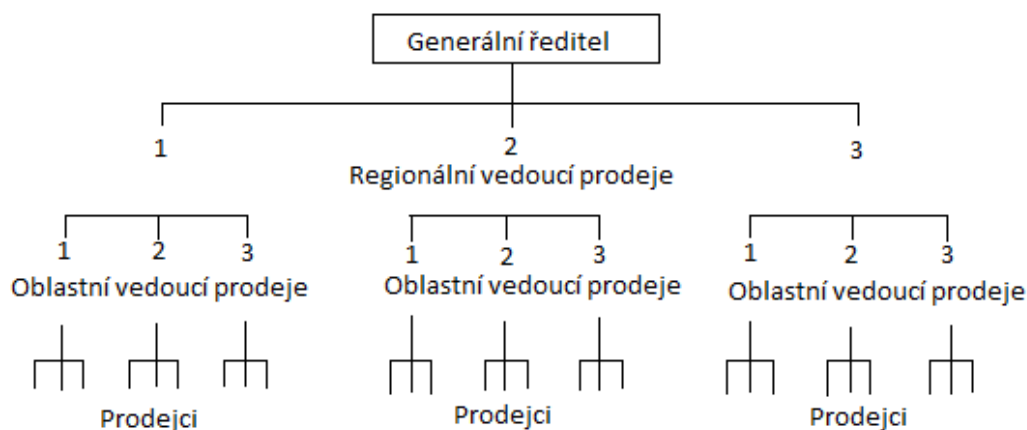 Generální ředitel
1 2 3
Regionální vedoucí prodeje
1 2 3 1 2 3 1 2 3
Oblastní vedoucí prodeje Oblastní vedoucí prodeje Oblastní vedoucí prodeje
Prodejci Prodejci Prodejci